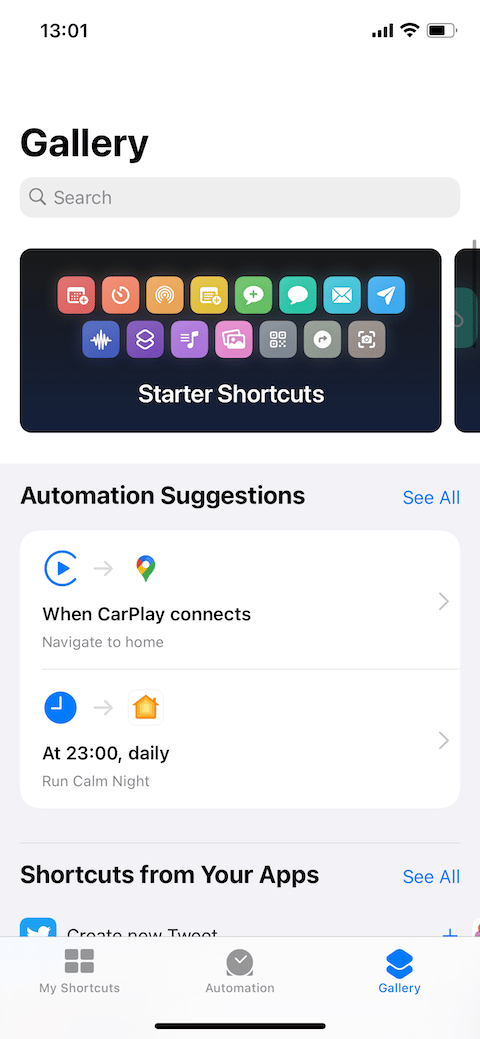 13:01
Gallery
Search
Starter Shortcuts
Automation Suggestions
See All
When CarPlay connects
Navigate to home
At 23:00, daily
Run Calm Night
Shortcuts from Your Apps
See All
Create new Tweet
My Shortcuts
Automation
Gallery